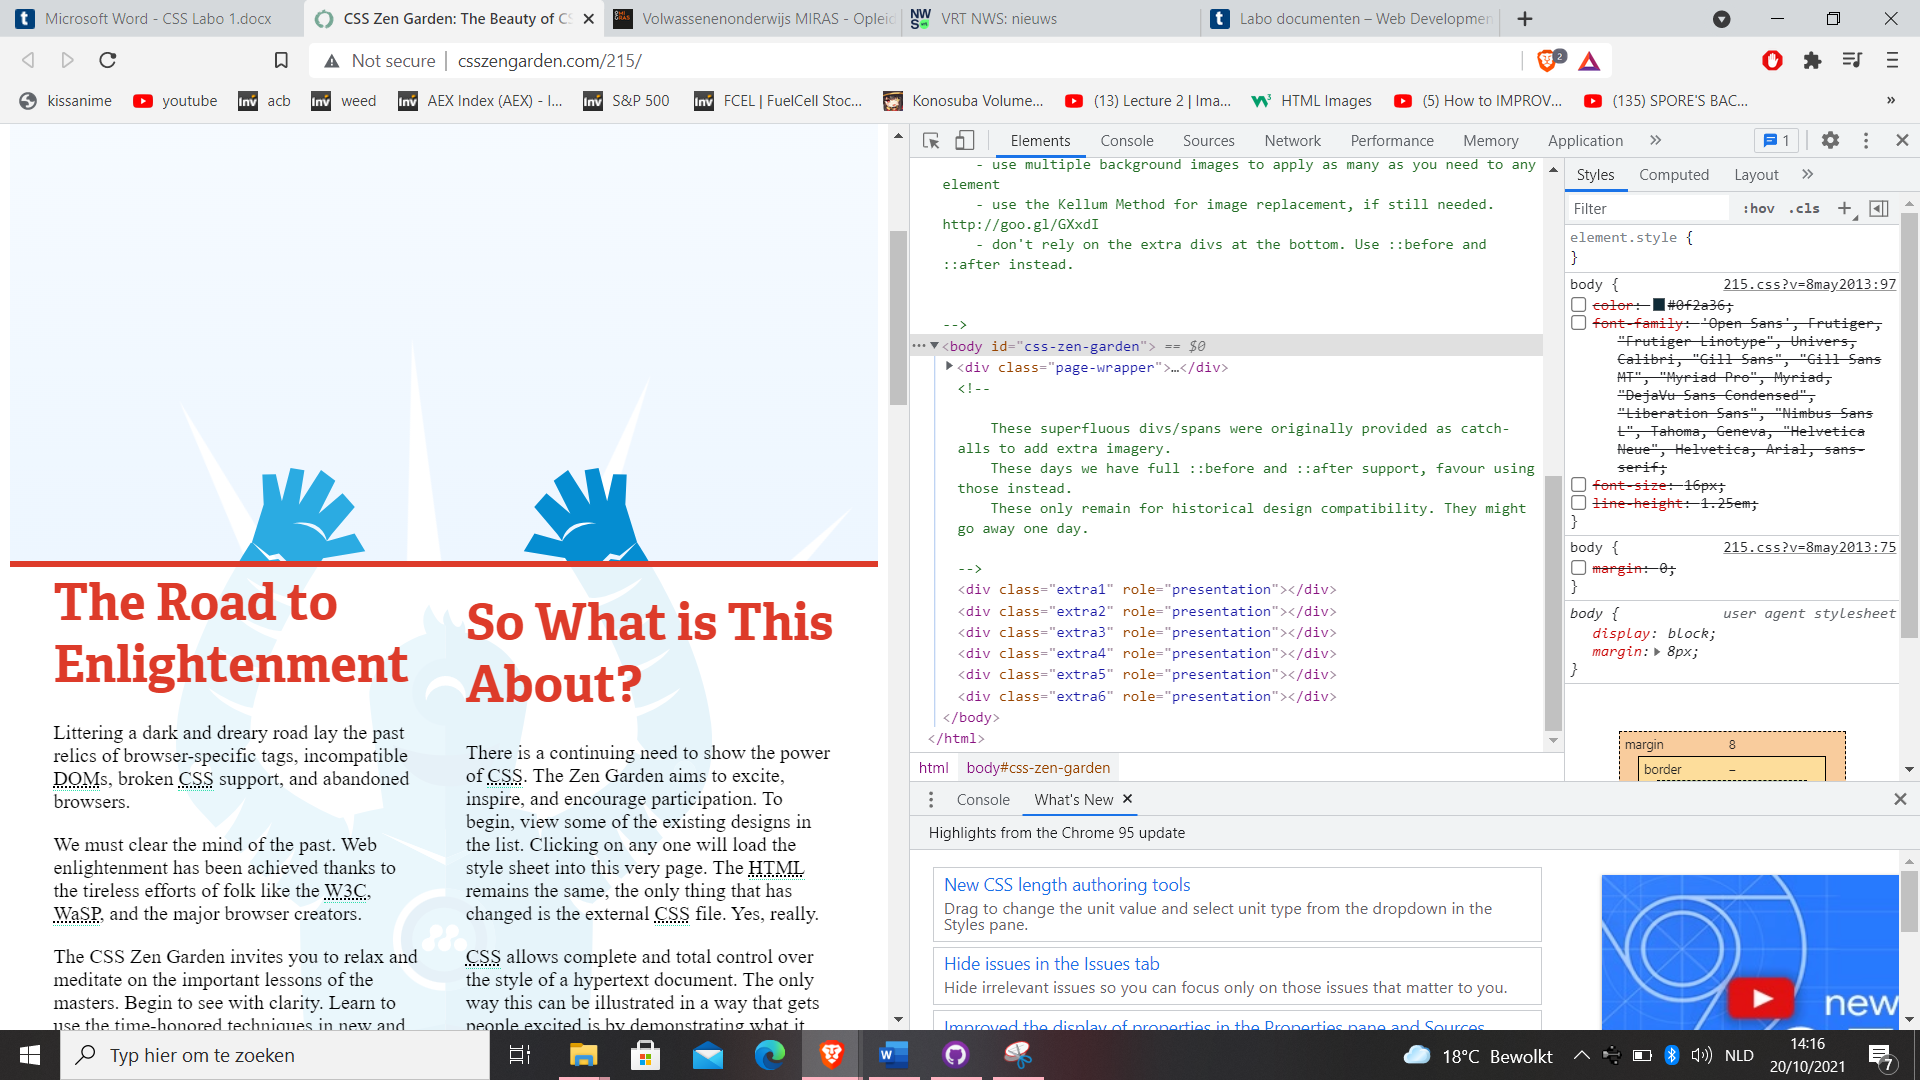 Microsoft Word - CSS Labo 1.docx
CSS Zen Garden: The Beauty of CS
Volwassenenonderwijs MIRAS - Oplei
VRT NWS: nieuws
Labo documenten – Web Developmen
Not secure
csszengarden.com/215/
2
kissanime
youtube
acb
weed
AEX Index (AEX) - I...
S&P 500
FCEL | FuelCell Stoc...
Konosuba Volume...
(13) Lecture 2 | Ima...
HTML Images
(5) How to IMPROV...
(135) SPORE'S BAC...
»
The Road to
Enlightenment
Littering a dark and dreary road lay the past
relics of browser-specific tags, incompatible
DOMs, broken CSS support, and abandoned
browsers.
We must clear the mind of the past. Web
enlightenment has been achieved thanks to
the tireless efforts of folk like the W3C,
WaSP, and the major browser creators.
The CSS Zen Garden invites you to relax and
meditate on the important lessons of the
masters. Begin to see with clarity. Learn to
use the time-honored techniques in new and
So What is This
About?
There is a continuing need to show the power
of CSS. The Zen Garden aims to excite,
inspire, and encourage participation. To
begin, view some of the existing designs in
the list. Clicking on any one will load the
style sheet into this very page. The HTML
remains the same, the only thing that has
changed is the external CSS file. Yes, really.
CSS allows complete and total control over
the style of a hypertext document. The only
way this can be illustrated in a way that gets
people excited is by demonstrating what it
Elements
Console
Sources
Network
Performance
Memory
Application
»
1
- use multiple background images to apply as many as you need to any
element
- use the Kellum Method for image replacement, if still needed.
http://goo.gl/GXxdI
- don't rely on the extra divs at the bottom. Use ::before and
::after instead.
-->
<body id="css-zen-garden"> == $0
<div class="page-wrapper">…</div>
<!--
These superfluous divs/spans were originally provided as catch-
alls to add extra imagery.
These days we have full ::before and ::after support, favour using
those instead.
These only remain for historical design compatibility. They might
go away one day.
-->
<div class="extra1" role="presentation"></div>
<div class="extra2" role="presentation"></div>
<div class="extra3" role="presentation"></div>
<div class="extra4" role="presentation"></div>
<div class="extra5" role="presentation"></div>
<div class="extra6" role="presentation"></div>
</body>
</html>
html
body#css-zen-garden
Styles
Computed
Layout
»
Filter
:hov
.cls
element.style {
}
body {
215.css?v=8may2013:97
color: #0f2a36;
font-family: 'Open Sans', Frutiger,
"Frutiger Linotype", Univers,
Calibri, "Gill Sans", "Gill Sans
MT", "Myriad Pro", Myriad,
"DejaVu Sans Condensed",
"Liberation Sans", "Nimbus Sans
L", Tahoma, Geneva, "Helvetica
Neue", Helvetica, Arial, sans-
serif;
font-size: 16px;
line-height: 1.25em;
}
body {
215.css?v=8may2013:75
margin: 0;
}
body {
user agent stylesheet
display: block;
margin: 8px;
}
margin
8
border
–
Console
What's New
Highlights from the Chrome 95 update
New CSS length authoring tools
Drag to change the unit value and select unit type from the dropdown in the
Styles pane.
Hide issues in the Issues tab
Hide irrelevant issues so you can focus only on those issues that matter to you.
Improved the display of properties in the Properties pane and Sources
new
Typ hier om te zoeken
18°C Bewolkt
NLD
14:16
20/10/2021
7